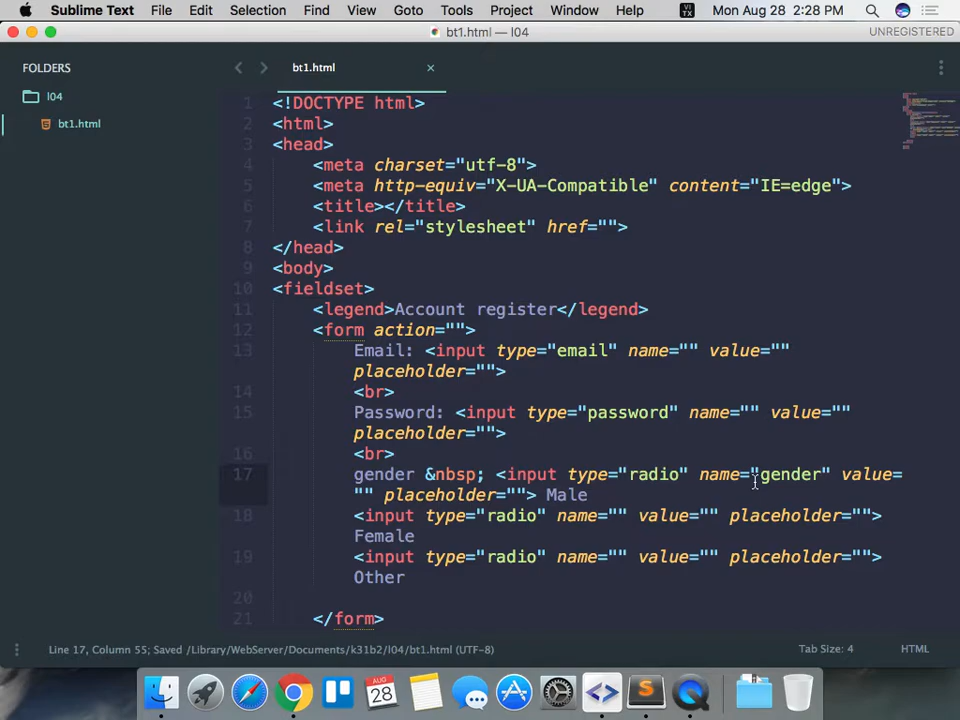 Sublime Text File Edit Selection Find View Goto Tools Project Window Help VI TX Mon Aug 28 2:28 PM
bt1.html — l04 UNREGISTERED
FOLDERS
l04
bt1.html
bt1.html ×
1 <!DOCTYPE html>
2 <html>
3 <head>
4 <meta charset="utf-8">
5 <meta http-equiv="X-UA-Compatible" content="IE=edge">
6 <title></title>
7 <link rel="stylesheet" href="">
8 </head>
9 <body>
10 <fieldset>
11 <legend>Account register</legend>
12 <form action="">
13 Email: <input type="email" name="" value=""
placeholder="">
14 <br>
15 Password: <input type="password" name="" value=""
placeholder="">
16 <br>
17 gender &nbsp; <input type="radio" name="gender" value=
"" placeholder=""> Male
18 <input type="radio" name="" value="" placeholder="">
Female
19 <input type="radio" name="" value="" placeholder="">
Other
20
21 </form>
Line 17, Column 55; Saved /Library/WebServer/Documents/k31b2/l04/bt1.html (UTF-8) Tab Size: 4 HTML
AUG
28